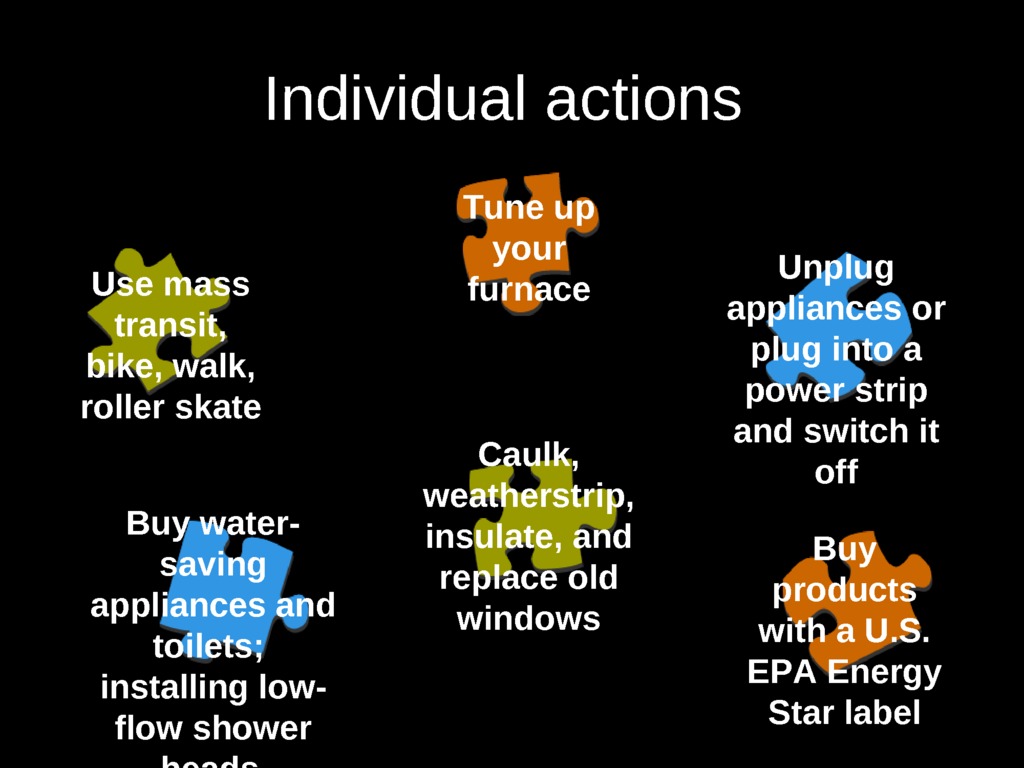 Individual actions
Tune up
your
furnace
Use mass
transit,
bike, walk,
roller skate
Unplug
appliances or
plug into a
power strip
and switch it
off
Caulk,
weatherstrip,
insulate, and
replace old
windows
Buy water-
saving
appliances and
toilets;
installing low-
flow shower
heads
Buy
products
with a U.S.
EPA Energy
Star label